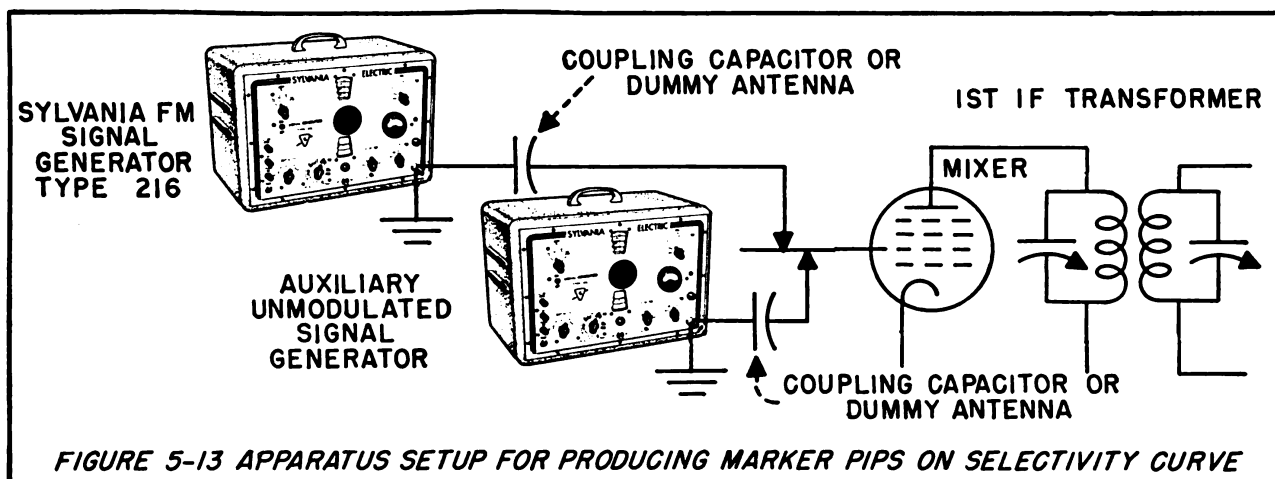 COUPLING CAPACITOR OR
DUMMY ANTENNA
1ST IF TRANSFORMER
SYLVANIA FM
SIGNAL
GENERATOR
TYPE 216
SYLVANIA ELECTRIC
MIXER
SYLVANIA ELECTRIC
AUXILIARY
UNMODULATED
SIGNAL
GENERATOR
COUPLING CAPACITOR OR
DUMMY ANTENNA
FIGURE 5-13 APPARATUS SETUP FOR PRODUCING MARKER PIPS ON SELECTIVITY CURVE